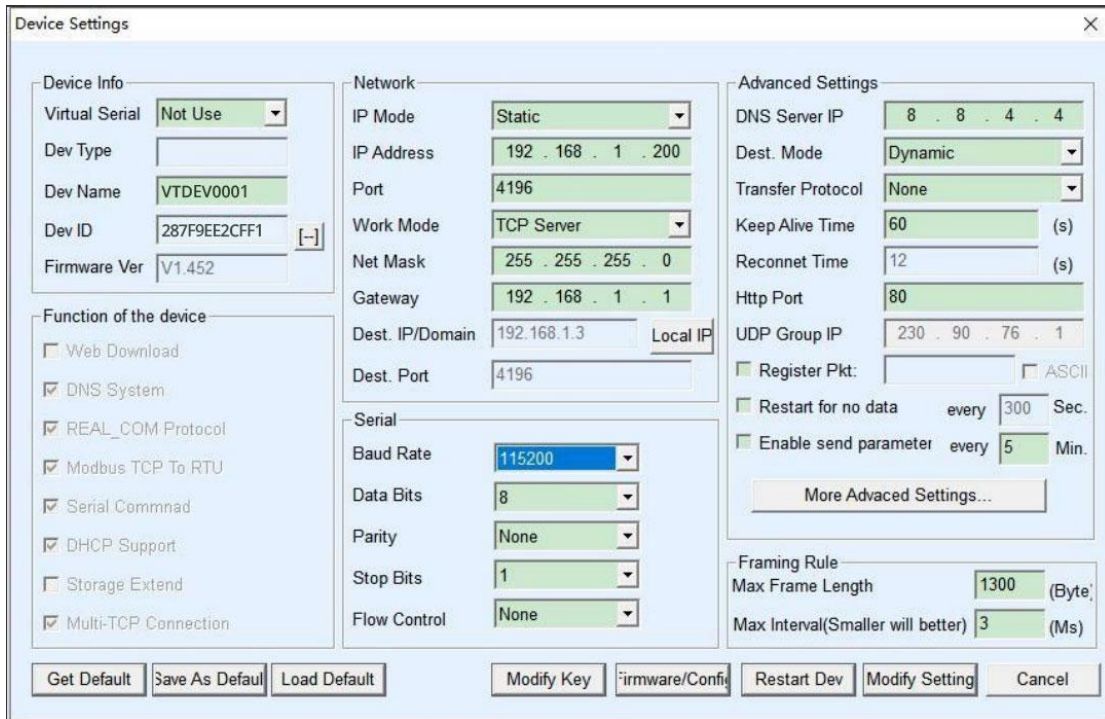 Device Settings
Device Info
Virtual Serial Not Use
Dev Type
Dev Name VTDEV0001
Dev ID 287F9EE2CFF1 [--]
Firmware Ver V1.452
Function of the device
Web Download
DNS System
REAL_COM Protocol
Modbus TCP To RTU
Serial Commnad
DHCP Support
Storage Extend
Multi-TCP Connection
Network
IP Mode Static
IP Address 192 . 168 . 1 . 200
Port 4196
Work Mode TCP Server
Net Mask 255 . 255 . 255 . 0
Gateway 192 . 168 . 1 . 1
Dest. IP/Domain 192.168.1.3 Local IP
Dest. Port 4196
Serial
Baud Rate 115200
Data Bits 8
Parity None
Stop Bits 1
Flow Control None
Advanced Settings
DNS Server IP 8 . 8 . 4 . 4
Dest. Mode Dynamic
Transfer Protocol None
Keep Alive Time 60 (s)
Reconnet Time 12 (s)
Http Port 80
UDP Group IP 230 . 90 . 76 . 1
Register Pkt: ASCII
Restart for no data every 300 Sec.
Enable send parameter every 5 Min.
More Advaced Settings...
Framing Rule
Max Frame Length 1300 (Byte)
Max Interval(Smaller will better) 3 (Ms)
Get Default Save As Defaul Load Default Modify Key Firmware/Config Restart Dev Modify Setting Cancel